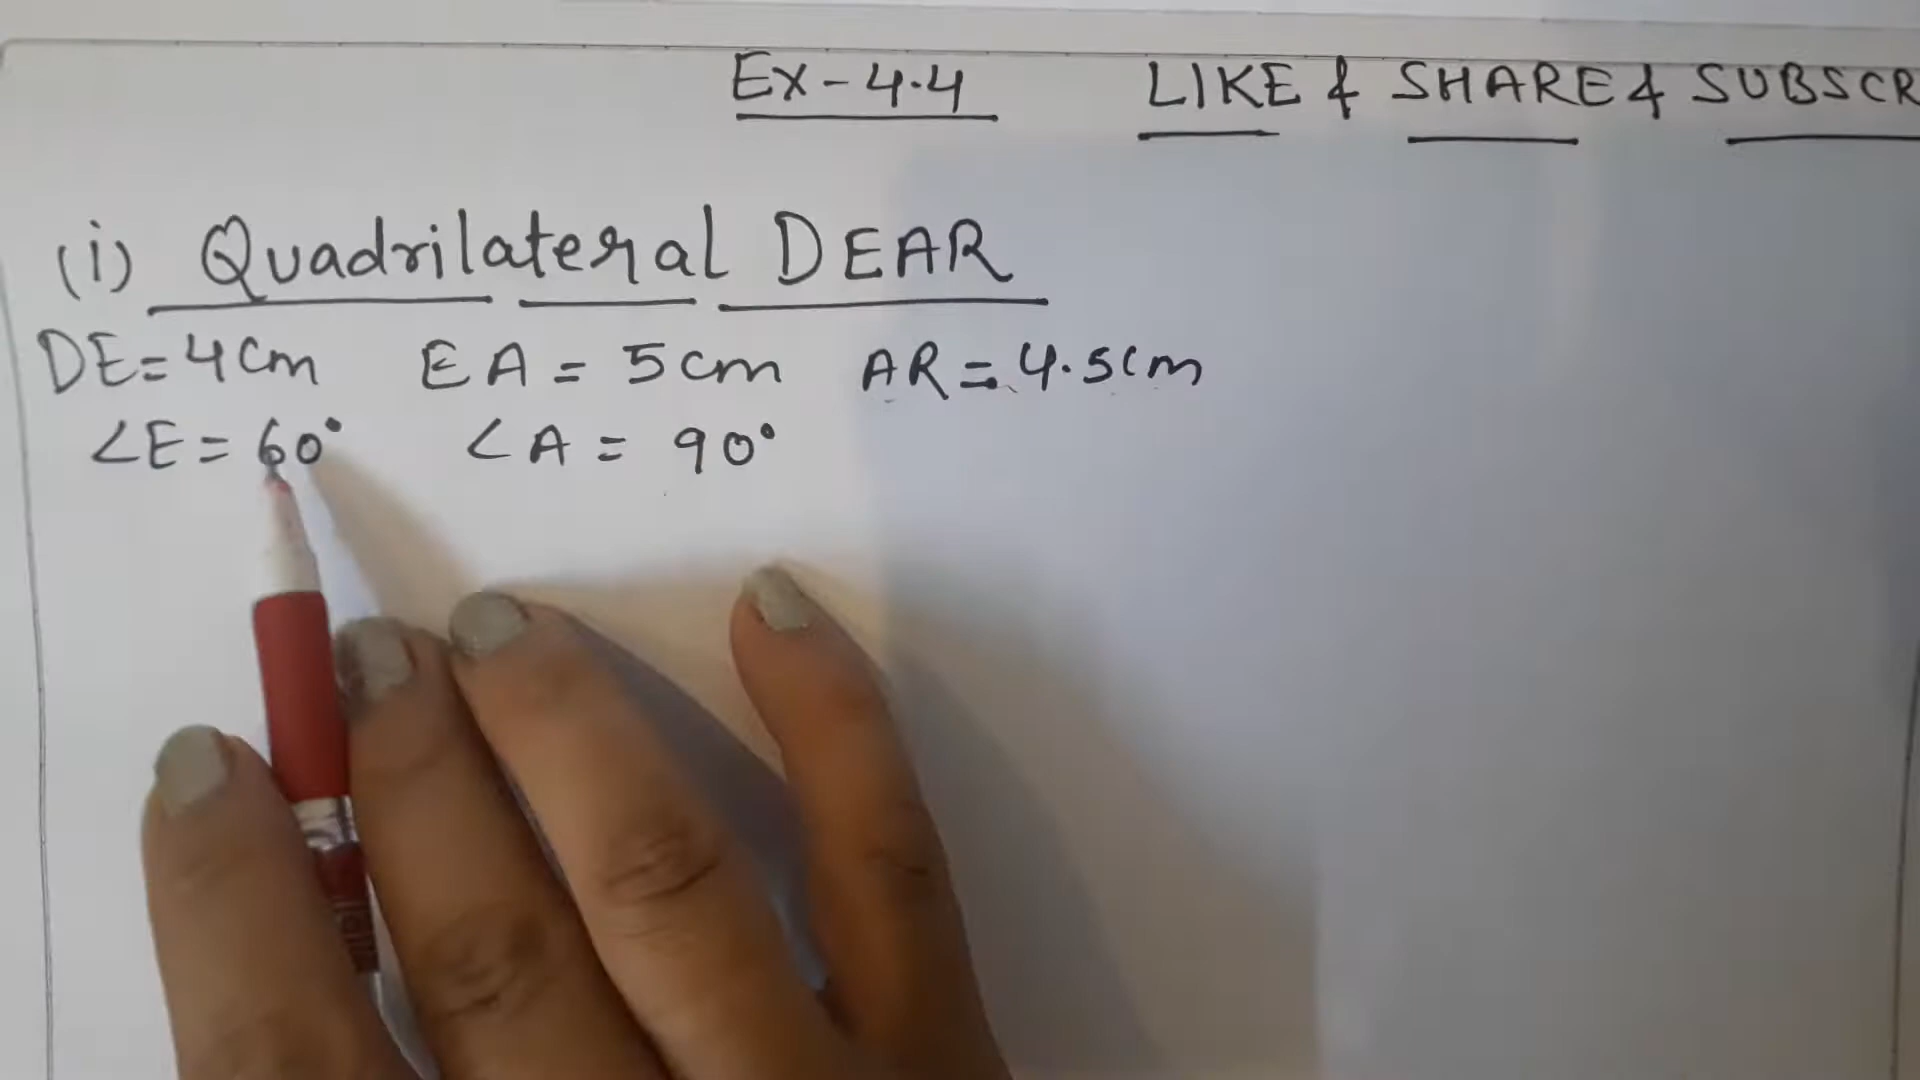 Ex-4.4 LIKE & SHARE & SUBSCR
(i) Quadrilateral DEAR
DE=4cm EA = 5cm AR = 4.5cm
∠E = 60° ∠A = 90°